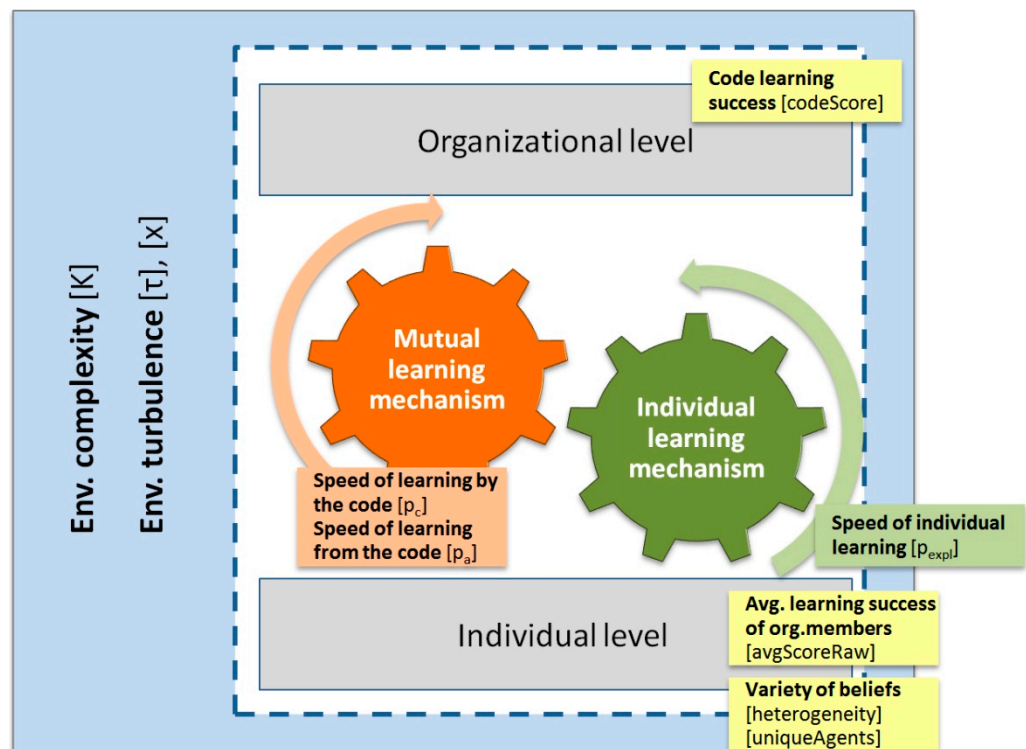 Env. complexity [K]
Env. turbulence [τ], [x]
Code learning
success [codeScore]
Organizational level
Mutual
learning
mechanism
Individual
learning
mechanism
Speed of learning by
the code [pc]
Speed of learning
from the code [pa]
Speed of individual
learning [pexpl]
Individual level
Avg. learning success
of org.members
[avgScoreRaw]
Variety of beliefs
[heterogeneity]
[uniqueAgents]